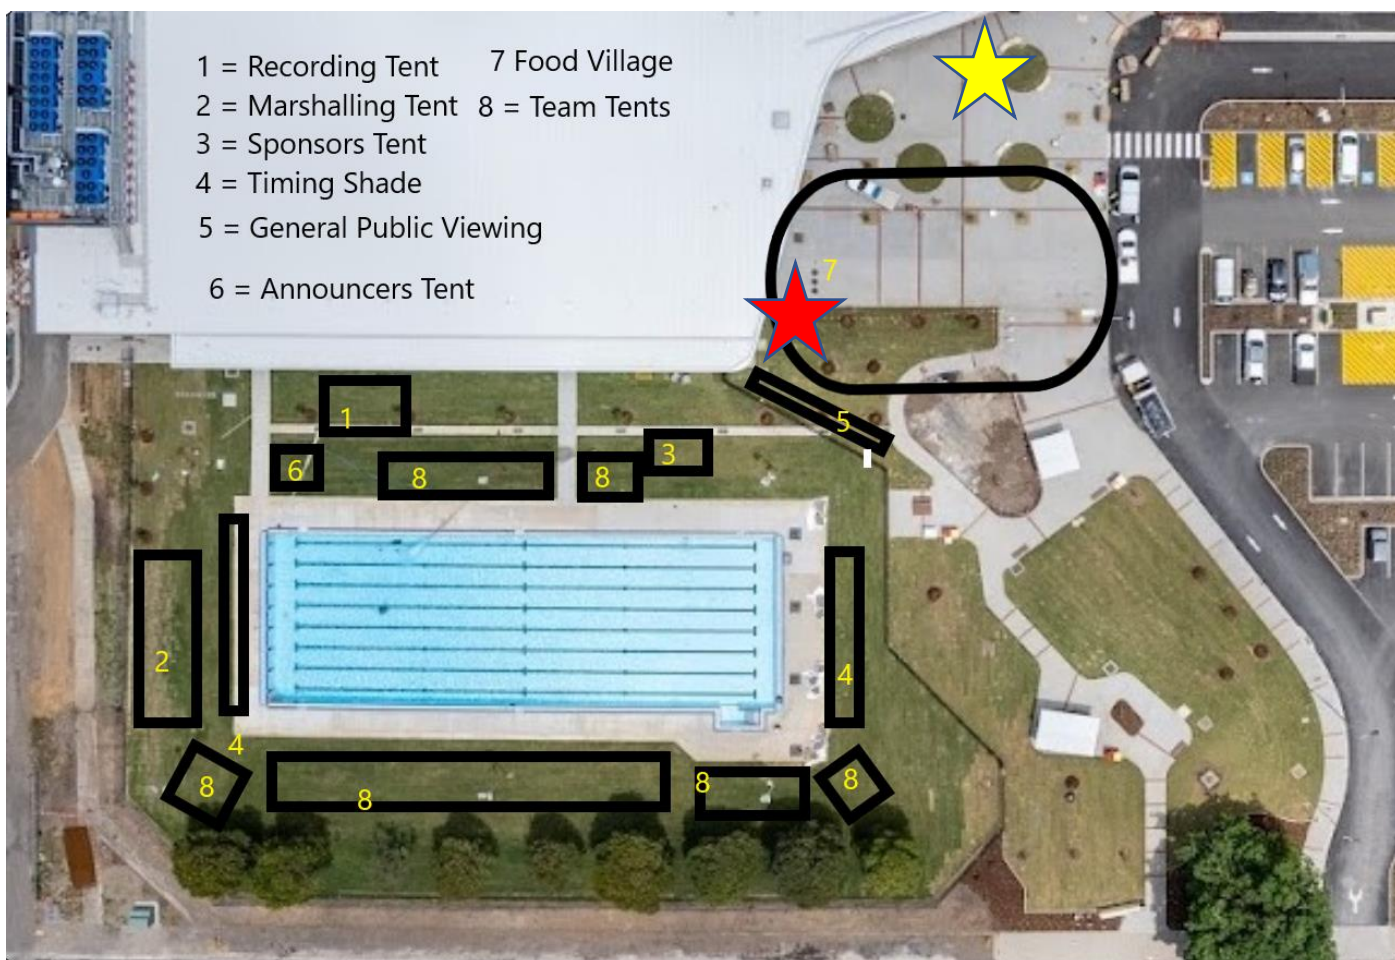 1 = Recording Tent
7 Food Village
2 = Marshalling Tent
8 = Team Tents
3 = Sponsors Tent
4 = Timing Shade
5 = General Public Viewing
6 = Announcers Tent
7
1
5
3
6
8
8
2
4
4
8
8
8
8